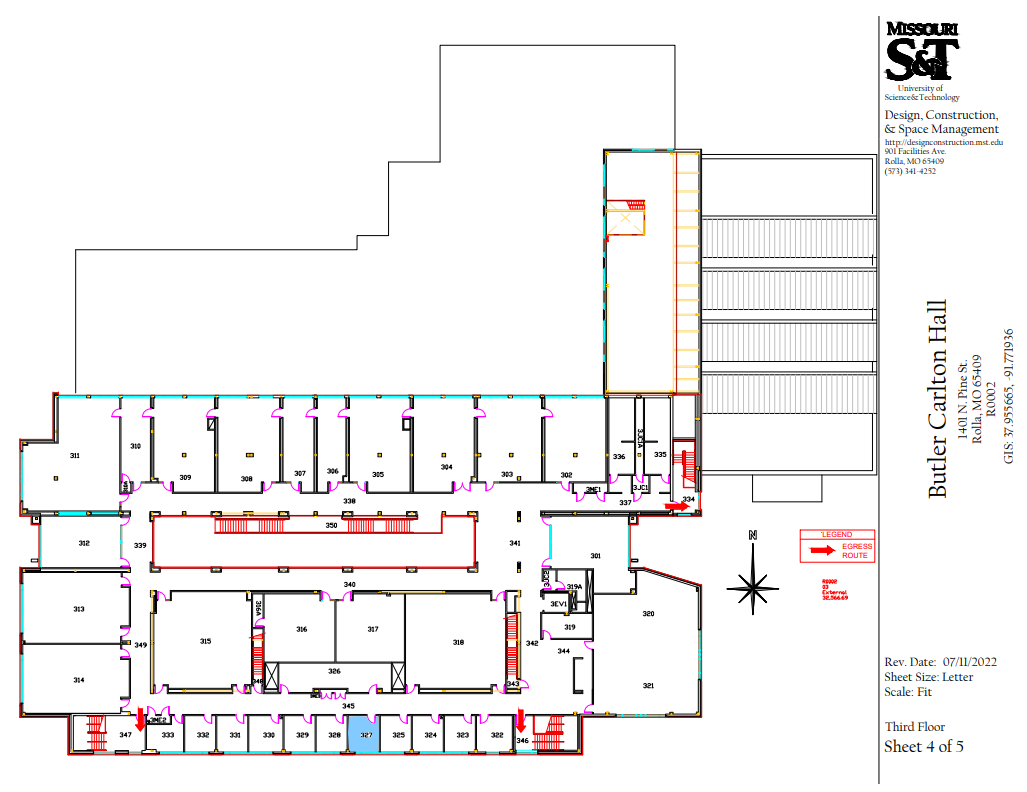 MISSOURI
S&T
University of
Science&Technology
Design, Construction,
& Space Management
http://designconstruction.mst.edu
901 Facilities Ave.
Rolla, MO 65409
(573) 341-4252
Butler Carlton Hall
1401 N. Pine St.
Rolla, MO 65409
R0002
GIS: 37.955665, -91.771936
311
310
309
308
307
306
305
304
303
302
336
3JC1A
335
3ME1
3JC1
337
334
338
350
312
339
341
301
340
3JC2
319A
3EV1
319
320
313
349
315
316A
316
317
318
342
344
314
348
326
343
321
345
347
3ME2
333
332
331
330
329
328
327
325
324
323
322
346
N
LEGEND
EGRESS
ROUTE
R0002
03
External
32,566.69
Rev. Date: 07/11/2022
Sheet Size: Letter
Scale: Fit
Third Floor
Sheet 4 of 5